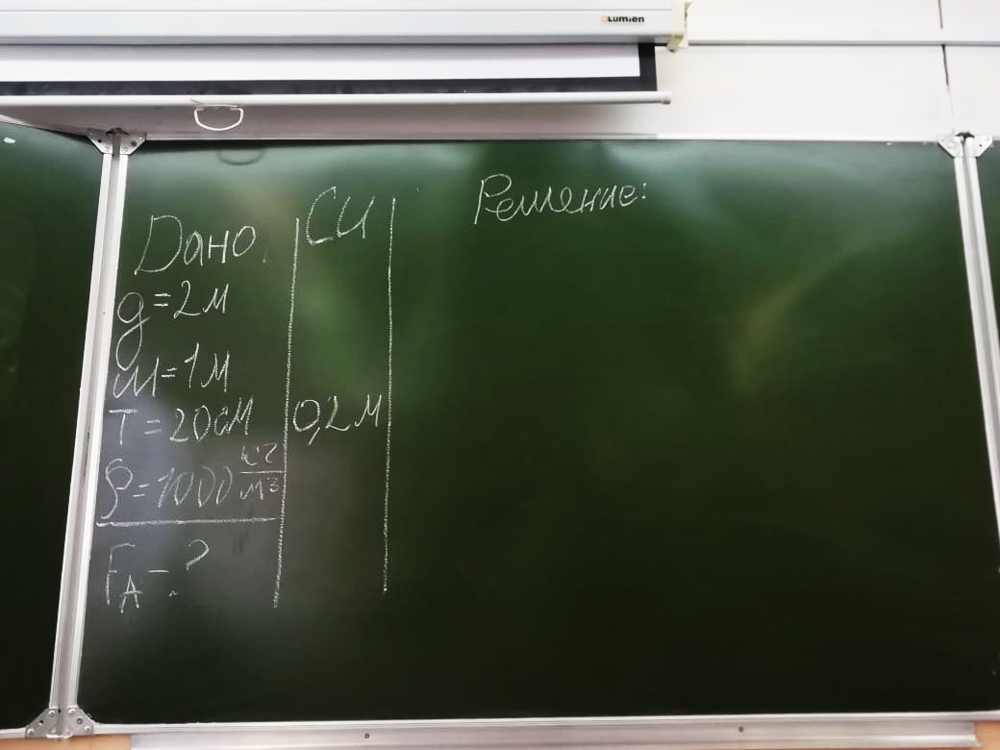 Lumien
Дано,
СИ
Решение:
д=2м
ш=1м
Т=20см
0,2м
ρ=1000 кг/м3
FA-?